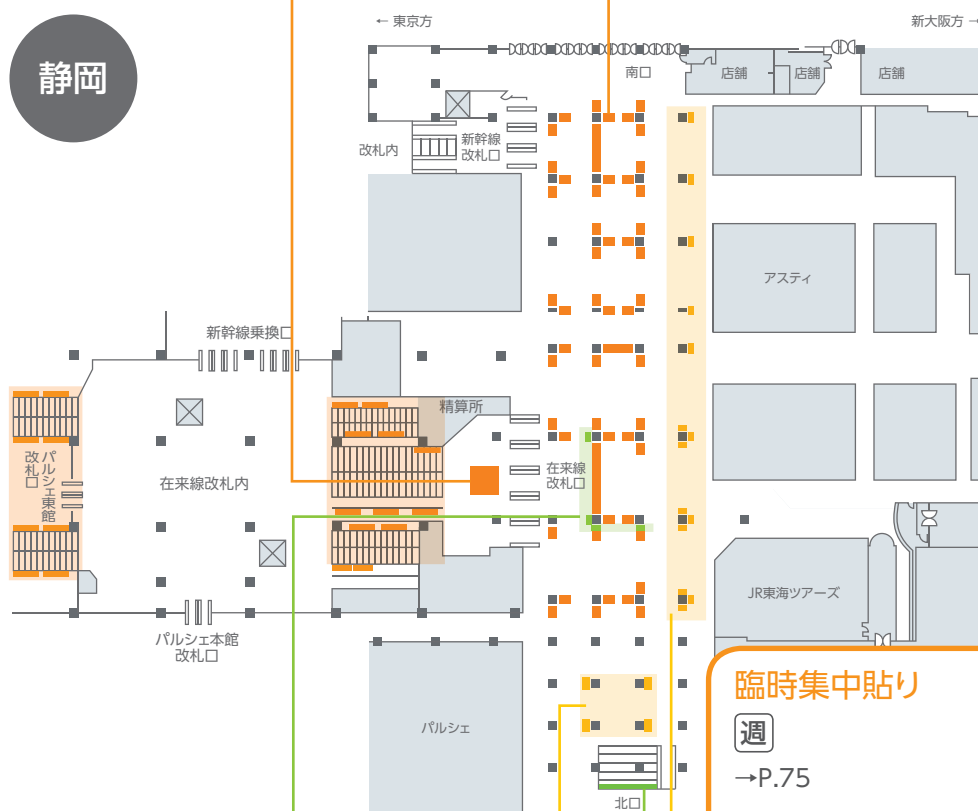 静岡
← 東京方
新大阪方 →
南口
店舗
店舗
店舗
改札内
新幹線
改札口
アスティ
新幹線乗換口
精算所
パルシェ東館
改札口
在来線改札内
在来線
改札口
JR東海ツアーズ
パルシェ本館
改札口
パルシェ
北口
臨時集中貼り
週
→P.75